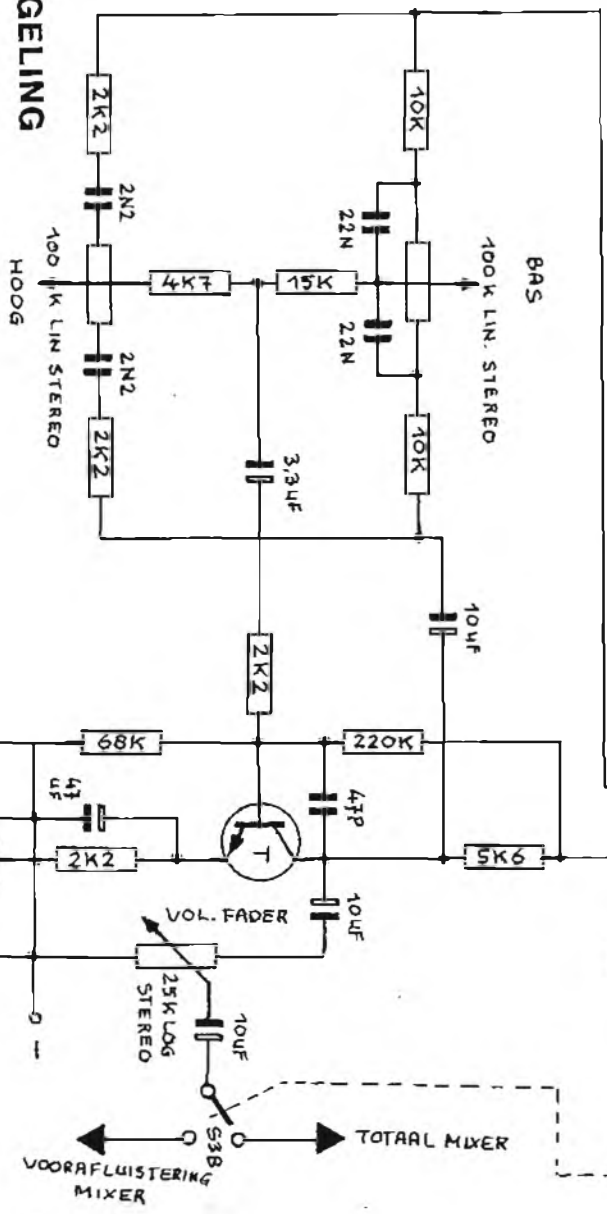 GELING
2K2
10K
2N2
22N
100K LIN STEREO
HOOG
4K7
15K
BAS
100K LIN. STEREO
2N2
22N
2K2
10K
3,3UF
10UF
2K2
68K
220K
47
UF
47P
2K2
T
5K6
VOL. FADER
10UF
25K LOG
STEREO
-
10UF
S3B
TOTAAL MIXER
VOORAFLUISTERING
MIXER